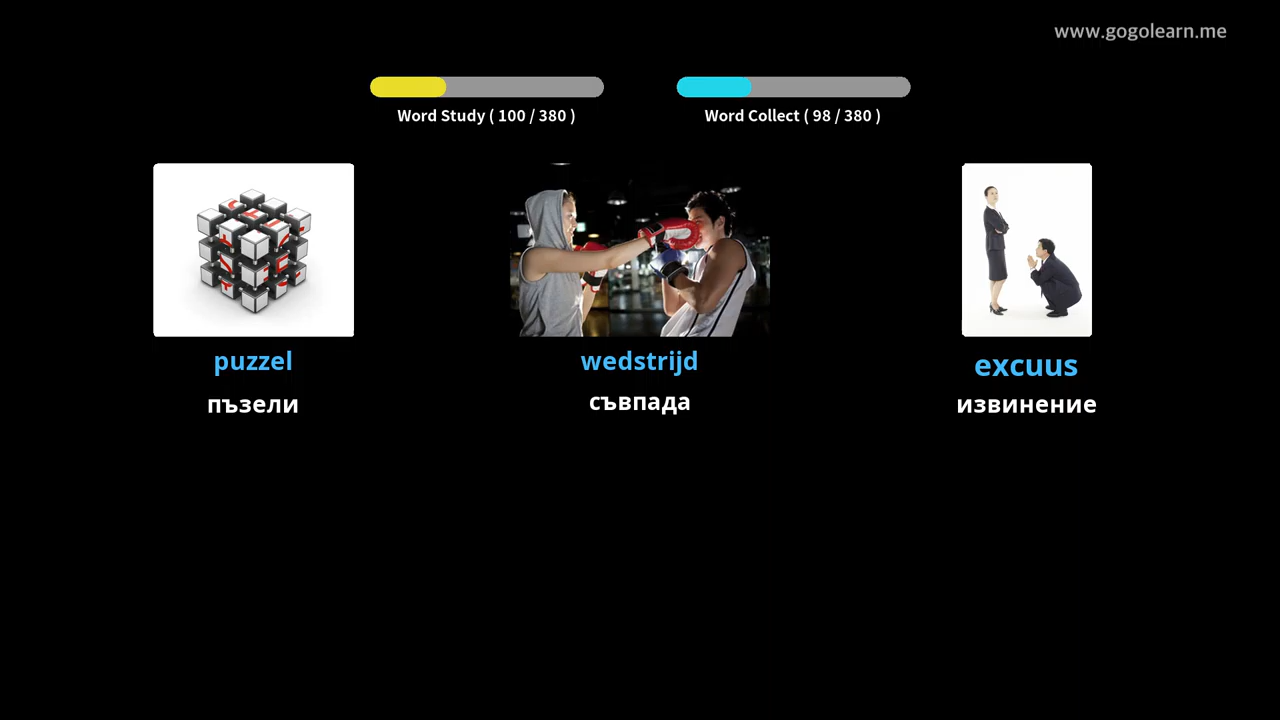 www.gogolearn.me
Word Study ( 100 / 380 )
Word Collect ( 98 / 380 )
puzzel
wedstrijd
excuus
пъзели
съвпада
извинение